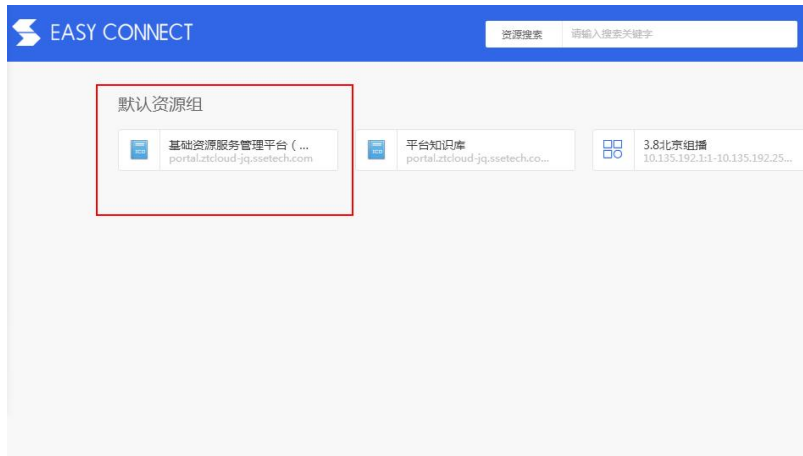 EASY CONNECT
资源搜索 请输入搜索关键字
默认资源组
基础资源服务管理平台（...
portal.ztcloud-jq.ssetech.com
平台知识库
portal.ztcloud-jq.ssetech.co...
3.8北京组播
10.135.192.1:1-10.135.192.25...